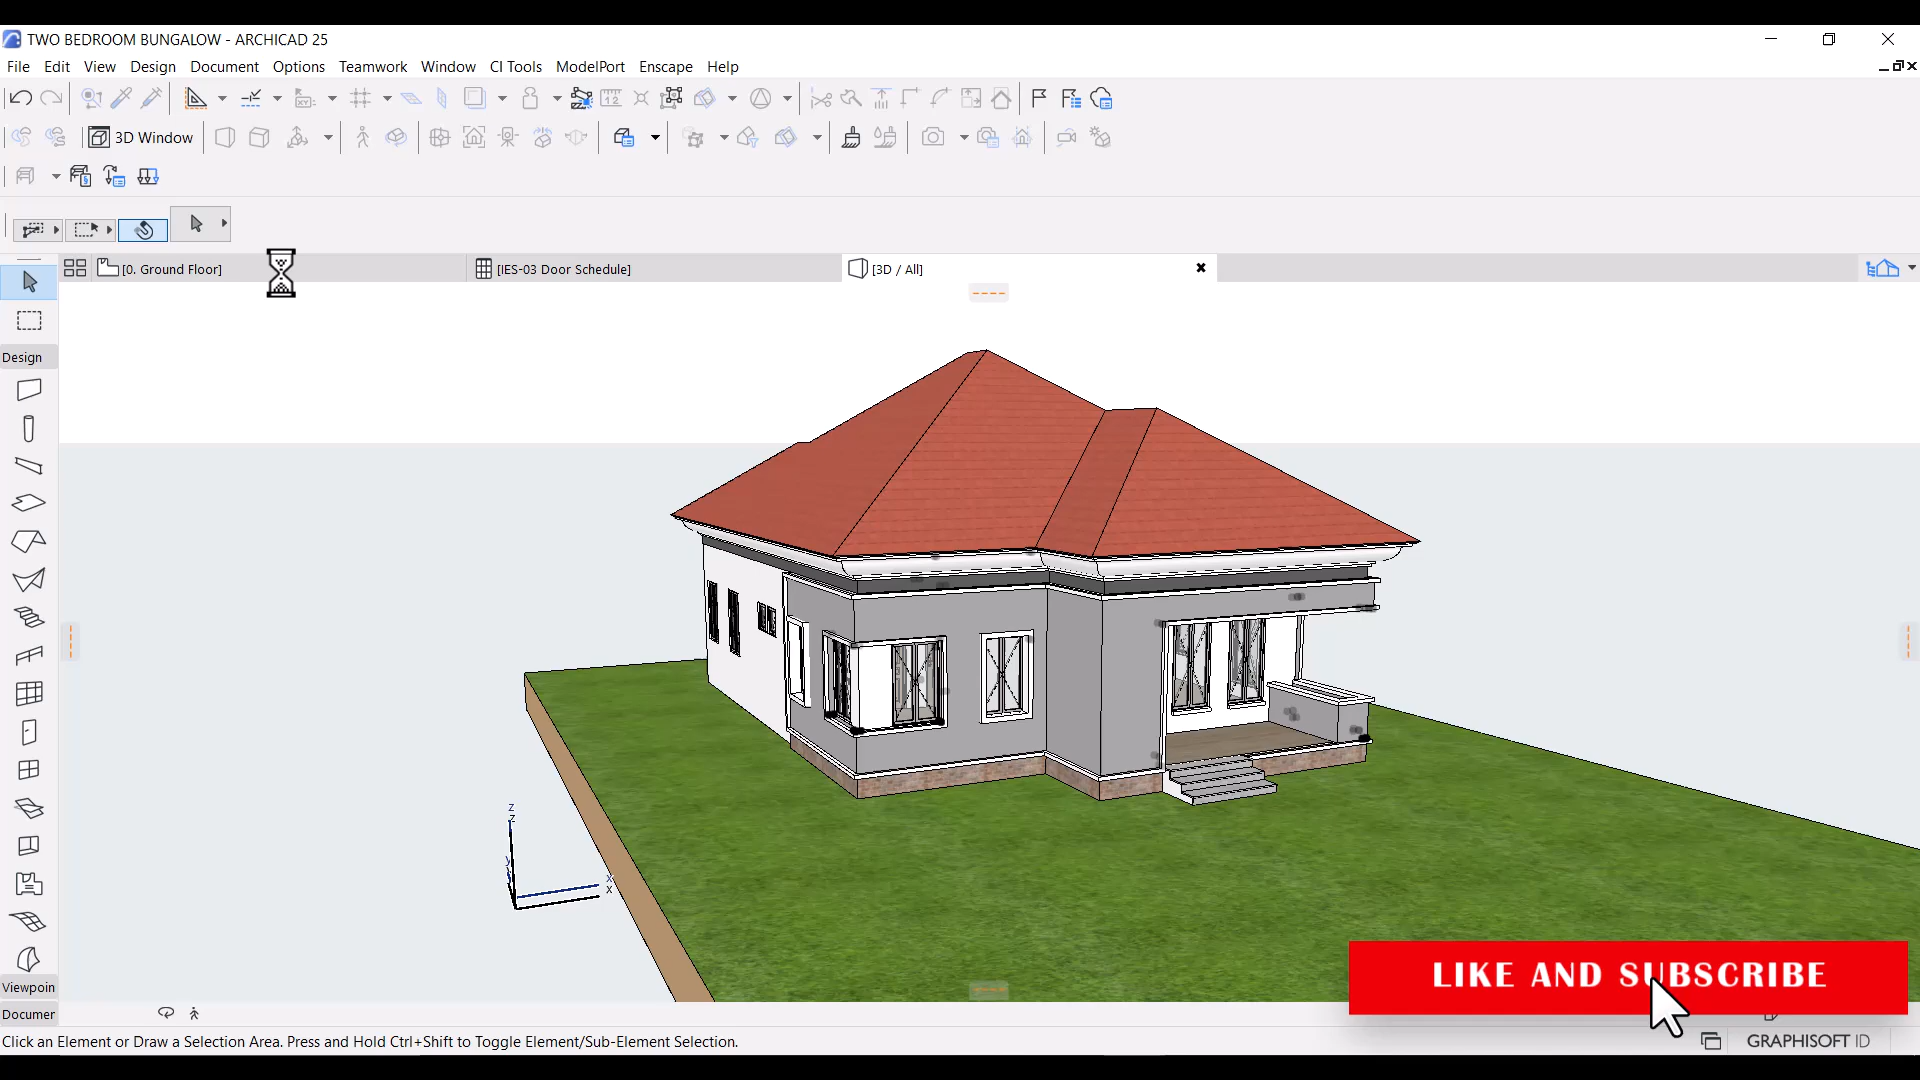 TWO BEDROOM BUNGALOW - ARCHICAD 25
File Edit View Design Document Options Teamwork Window CI Tools ModelPort Enscape Help
3D Window
[0. Ground Floor] [IES-03 Door Schedule] [3D / All]
Design
z
z
y
x
x
Viewpoin
LIKE AND SUBSCRIBE
Documer
Click an Element or Draw a Selection Area. Press and Hold Ctrl+Shift to Toggle Element/Sub-Element Selection.
GRAPHISOFT ID